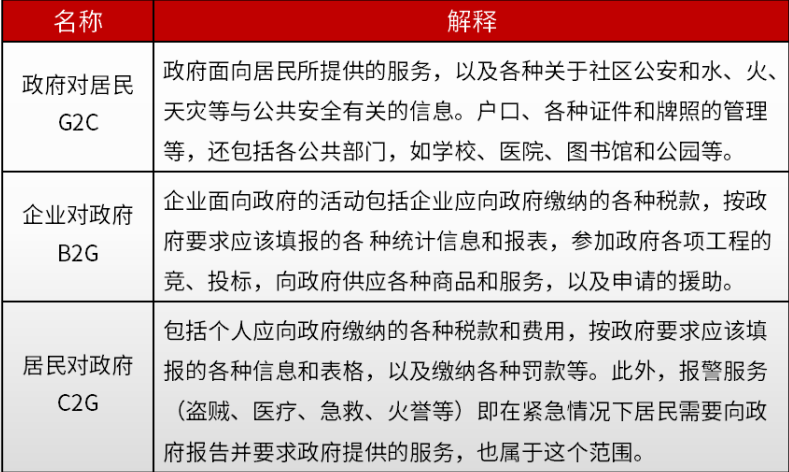 名称
解释
政府对居民
G2C
政府面向居民所提供的服务，以及各种关于社区公安和水、火、
天灾等与公共安全有关的信息。户口、各种证件和牌照的管理
等，还包括各公共部门，如学校、医院、图书馆和公园等。
企业对政府
B2G
企业面向政府的活动包括企业应向政府缴纳的各种税款，按政
府要求应该填报的各 种统计信息和报表，参加政府各项工程的
竞、投标，向政府供应各种商品和服务，以及申请的援助。
居民对政府
C2G
包括个人应向政府缴纳的各种税款和费用，按政府要求应该填
报的各种信息和表格，以及缴纳各种罚款等。此外，报警服务
（盗贼、医疗、急救、火誉等）即在紧急情况下居民需要向政
府报告并要求政府提供的服务，也属于这个范围。